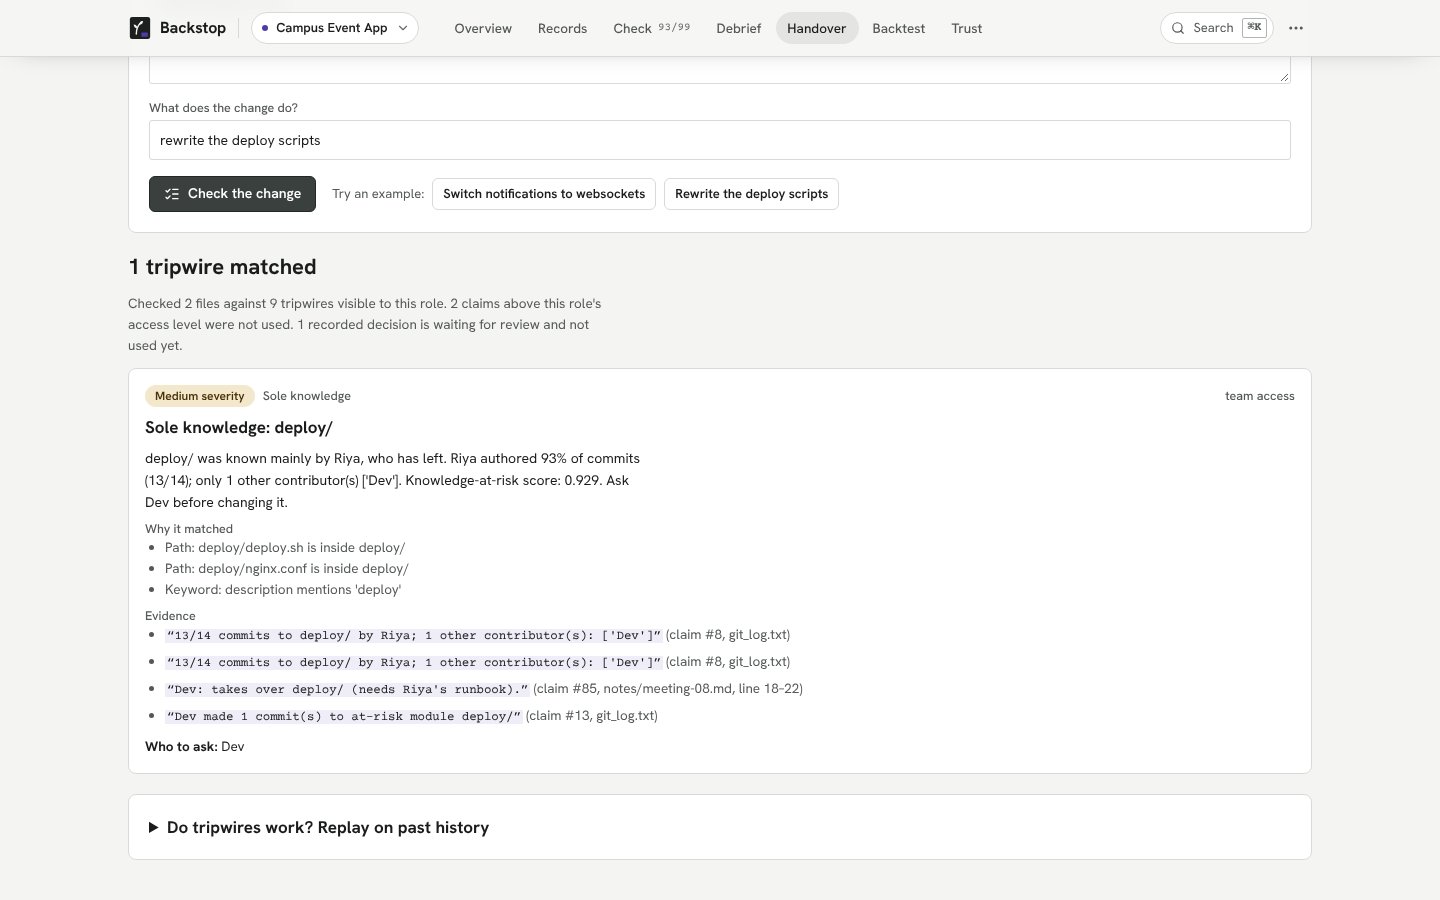 Backstop
Campus Event App
Overview
Records
Check 93/99
Debrief
Handover
Backtest
Trust
Search ⌘K
What does the change do?
rewrite the deploy scripts
Check the change
Try an example:
Switch notifications to websockets
Rewrite the deploy scripts
1 tripwire matched
Checked 2 files against 9 tripwires visible to this role. 2 claims above this role's
access level were not used. 1 recorded decision is waiting for review and not
used yet.
Medium severity
Sole knowledge
team access
Sole knowledge: deploy/
deploy/ was known mainly by Riya, who has left. Riya authored 93% of commits
(13/14); only 1 other contributor(s) ['Dev']. Knowledge-at-risk score: 0.929. Ask
Dev before changing it.
Why it matched
Path: deploy/deploy.sh is inside deploy/
Path: deploy/nginx.conf is inside deploy/
Keyword: description mentions 'deploy'
Evidence
“13/14 commits to deploy/ by Riya; 1 other contributor(s): ['Dev']” (claim #8, git_log.txt)
“13/14 commits to deploy/ by Riya; 1 other contributor(s): ['Dev']” (claim #8, git_log.txt)
“Dev: takes over deploy/ (needs Riya's runbook).” (claim #85, notes/meeting-08.md, line 18–22)
“Dev made 1 commit(s) to at-risk module deploy/” (claim #13, git_log.txt)
Who to ask: Dev
Do tripwires work? Replay on past history